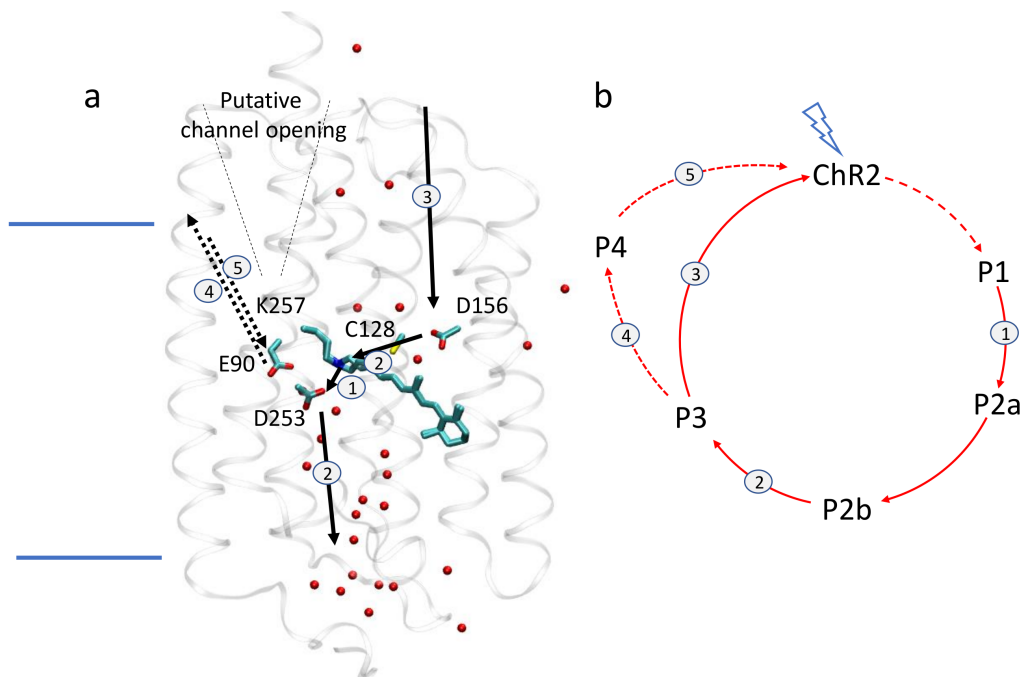 a
Putative
channel opening
3
5
4
K257
C128
D156
E90
2
1
D253
2
b
ChR2
5
P4
P1
3
1
4
P3
P2a
2
P2b